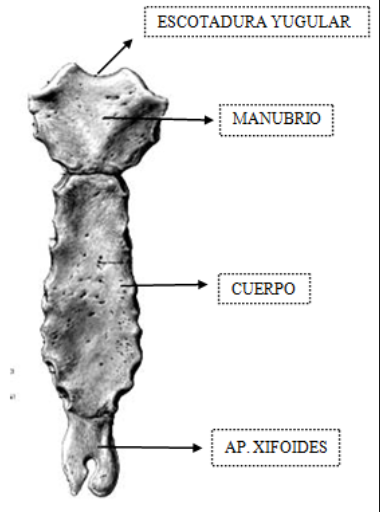 ESCOTADURA YUGULAR
MANUBRIO
CUERPO
AP. XIFOIDES